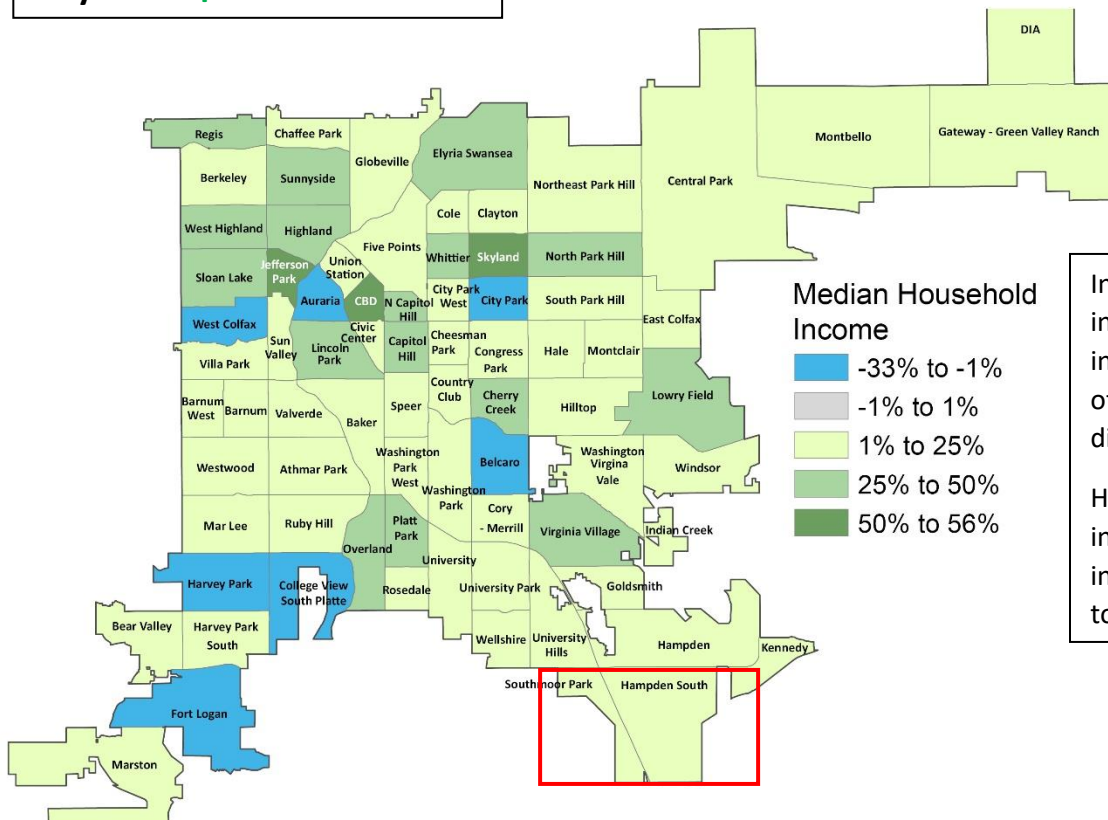 DIA
Regis
Chaffee Park
Globeville
Elyria Swansea
Montbello
Gateway - Green Valley Ranch
Berkeley
Sunnyside
Northeast Park Hill
Central Park
Cole
Clayton
West Highland
Highland
Five Points
Sloan Lake
Jefferson
Park
Union
Station
Whittier
Skyland
North Park Hill
Auraria
CBD
N Capitol
Hill
City Park
West
City Park
South Park Hill
East Colfax
West Colfax
Sun
Valley
Civic
Center
Lincoln
Park
Capitol
Hill
Cheesman
Park
Congress
Park
Hale
Montclair
Villa Park
Country
Club
Cherry
Creek
Lowry Field
Barnum
West
Barnum
Valverde
Baker
Speer
Hilltop
Westwood
Athmar Park
Washington
Park
West
Washington
Park
Belcaro
Washington
Virgina
Vale
Windsor
Mar Lee
Ruby Hill
Overland
Platt
Park
Cory
- Merrill
Virginia Village
Indian Creek
University
Harvey Park
College View
South Platte
Rosedale
University Park
Goldsmith
Bear Valley
Harvey Park
South
Wellshire
University
Hills
Hampden
Kennedy
Southmoor Park
Hampden South
Fort Logan
Marston
Median Household
Income
-33% to -1%
-1% to 1%
1% to 25%
25% to 50%
50% to 56%